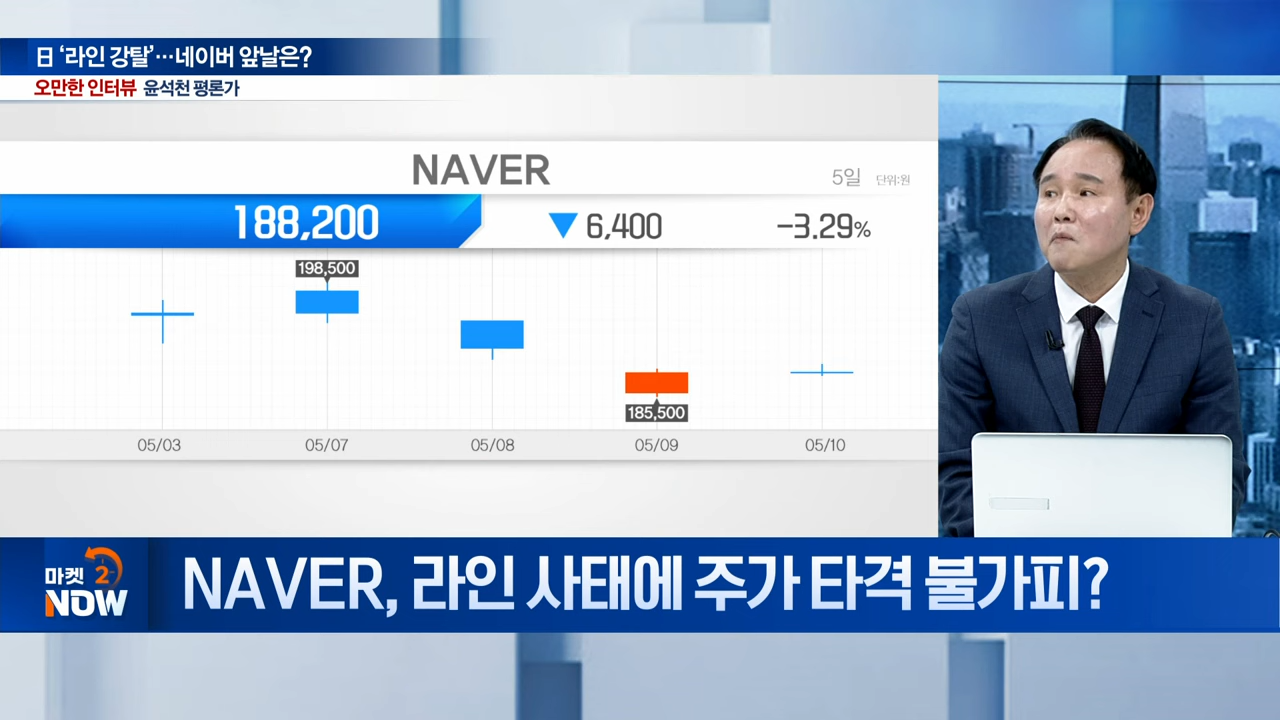 日 ‘라인 강탈’…네이버 앞날은?
오만한 인터뷰 윤석천 평론가
NAVER
5일 단위:원
188,200 ▼ 6,400 -3.29%
198,500
185,500
05/03 05/07 05/08 05/09 05/10
마켓 2
NOW
NAVER, 라인 사태에 주가 타격 불가피?